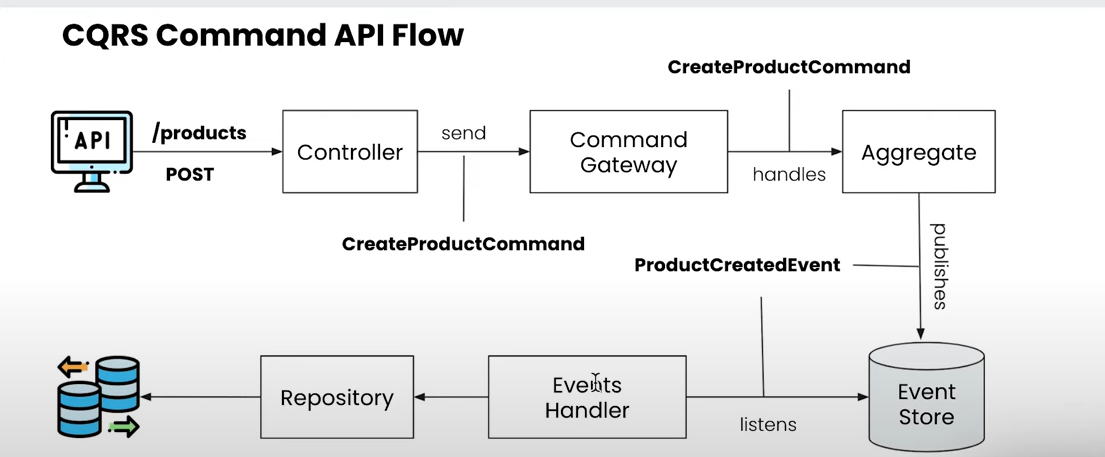 CQRS Command API Flow
CreateProductCommand
API
/products
POST
Controller
send
Command
Gateway
handles
Aggregate
CreateProductCommand
ProductCreatedEvent
publishes
Repository
Events
Handler
listens
Event
Store